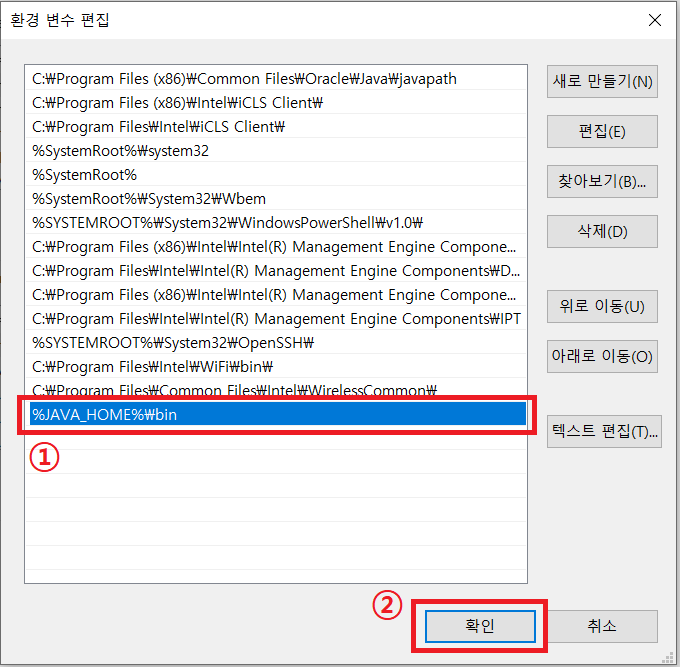 환경 변수 편집
C:₩Program Files (x86)₩Common Files₩Oracle₩Java₩javapath
C:₩Program Files (x86)₩Intel₩iCLS Client₩
C:₩Program Files₩Intel₩iCLS Client₩
%SystemRoot%₩system32
%SystemRoot%
%SystemRoot%₩System32₩Wbem
%SYSTEMROOT%₩System32₩WindowsPowerShell₩v1.0₩
C:₩Program Files (x86)₩Intel₩Intel(R) Management Engine Compone...
C:₩Program Files₩Intel₩Intel(R) Management Engine Components₩D...
C:₩Program Files (x86)₩Intel₩Intel(R) Management Engine Compone...
C:₩Program Files₩Intel₩Intel(R) Management Engine Components₩IPT
%SYSTEMROOT%₩System32₩OpenSSH₩
C:₩Program Files₩Intel₩WiFi₩bin₩
C:₩Program Files₩Common Files₩Intel₩WirelessCommon₩
%JAVA_HOME%₩bin
①
새로 만들기(N)
편집(E)
찾아보기(B)...
삭제(D)
위로 이동(U)
아래로 이동(O)
텍스트 편집(T)...
②
확인
취소